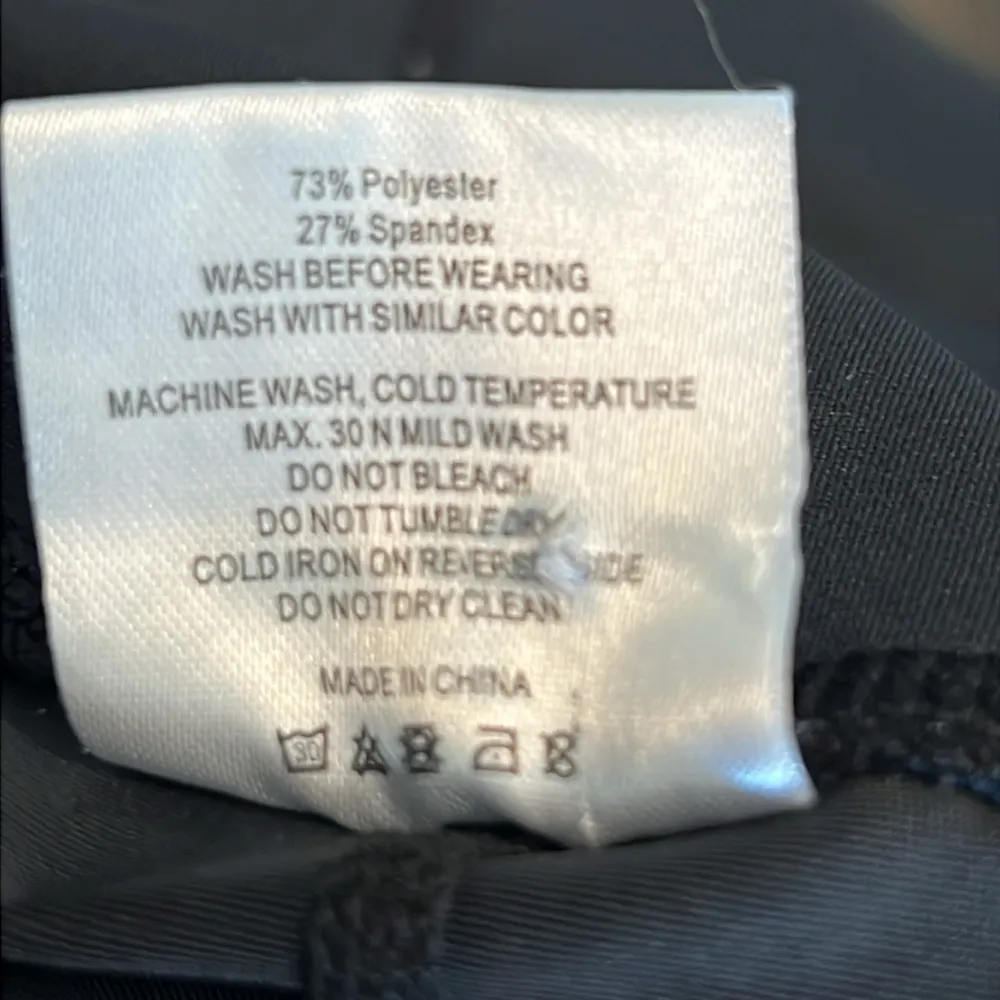 73% Polyester
27% Spandex
WASH BEFORE WEARING
WASH WITH SIMILAR COLOR
MACHINE WASH, COLD TEMPERATURE
MAX. 30 N MILD WASH
DO NOT BLEACH
DO NOT TUMBLE DRY
COLD IRON ON REVERSE SIDE
DO NOT DRY CLEAN
MADE IN CHINA
30